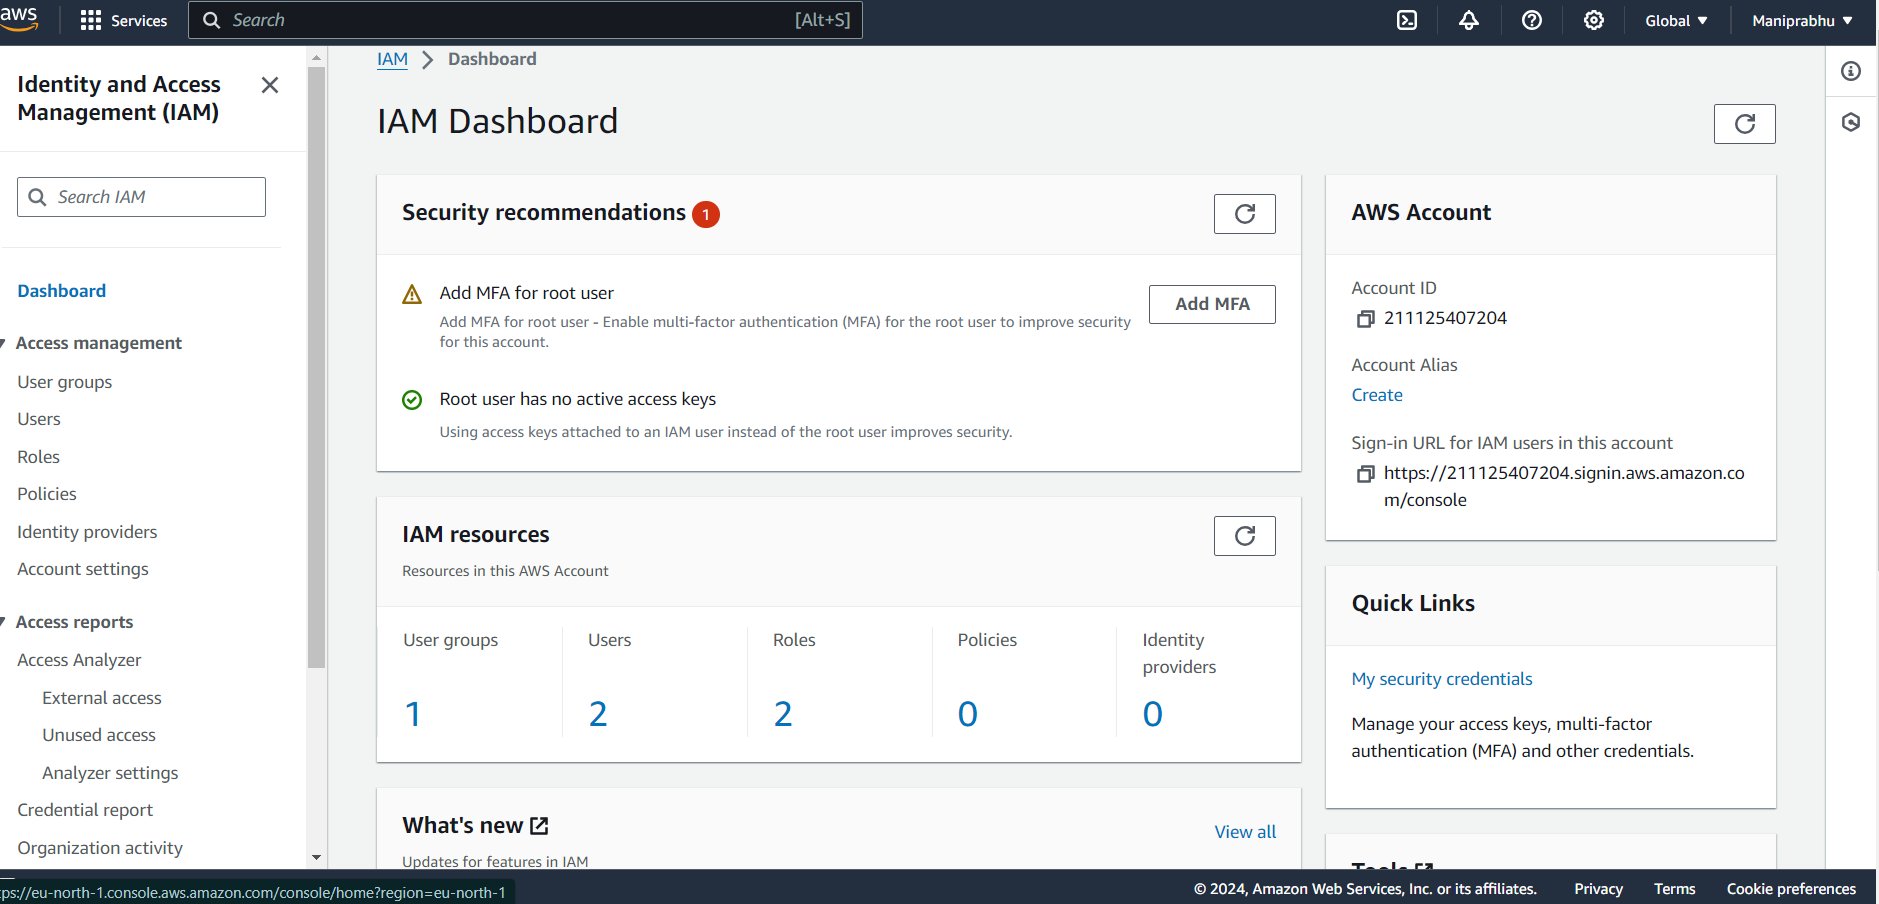 aws
Services
Search
[Alt+S]
Global
Maniprabhu
Identity and Access
Management (IAM)
Search IAM
Dashboard
Access management
User groups
Users
Roles
Policies
Identity providers
Account settings
Access reports
Access Analyzer
External access
Unused access
Analyzer settings
Credential report
Organization activity
IAM
Dashboard
IAM Dashboard
Security recommendations 1
Add MFA for root user
Add MFA for root user - Enable multi-factor authentication (MFA) for the root user to improve security
for this account.
Add MFA
Root user has no active access keys
Using access keys attached to an IAM user instead of the root user improves security.
IAM resources
Resources in this AWS Account
User groups
1
Users
2
Roles
2
Policies
0
Identity
providers
0
What's new
View all
Updates for features in IAM
AWS Account
Account ID
211125407204
Account Alias
Create
Sign-in URL for IAM users in this account
https://211125407204.signin.aws.amazon.co
m/console
Quick Links
My security credentials
Manage your access keys, multi-factor
authentication (MFA) and other credentials.
Tools
tps://eu-north-1.console.aws.amazon.com/console/home?region=eu-north-1
© 2024, Amazon Web Services, Inc. or its affiliates.
Privacy
Terms
Cookie preferences